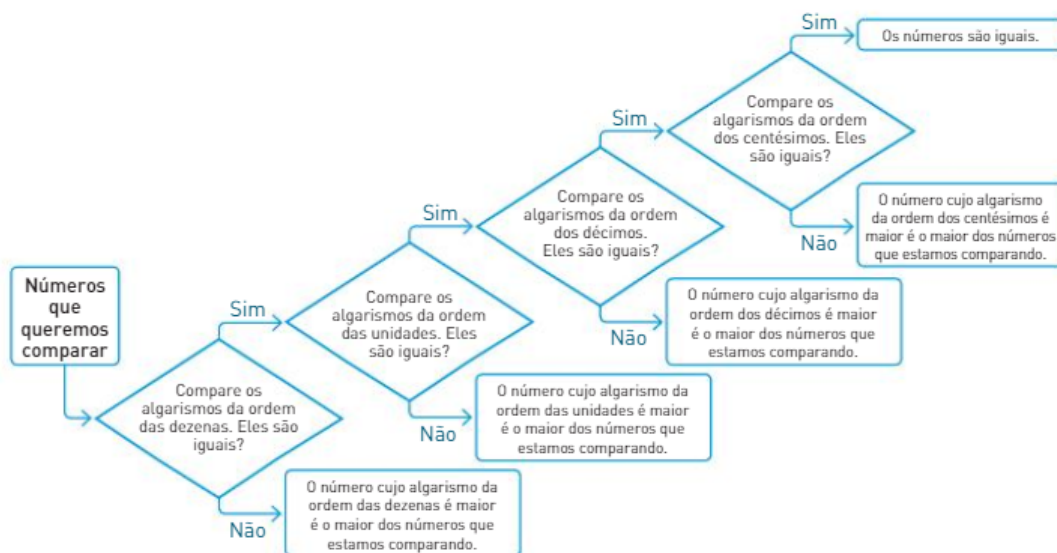 Números
que
queremos
comparar
Compare os
algarismos da ordem
das dezenas. Eles são
iguais?
Não
O número cujo algarismo da
ordem das dezenas é maior
é o maior dos números que
estamos comparando.
Sim
Compare os
algarismos da ordem
das unidades. Eles
são iguais?
Não
O número cujo algarismo da
ordem das unidades é maior
é o maior dos números que
estamos comparando.
Sim
Compare os
algarismos da ordem
dos décimos.
Eles são iguais?
Não
O número cujo algarismo da
ordem dos décimos é maior
é o maior dos números que
estamos comparando.
Sim
Compare os
algarismos da ordem
dos centésimos. Eles
são iguais?
Não
O número cujo algarismo
da ordem dos centésimos é
maior é o maior dos números
que estamos comparando.
Sim
Os números são iguais.